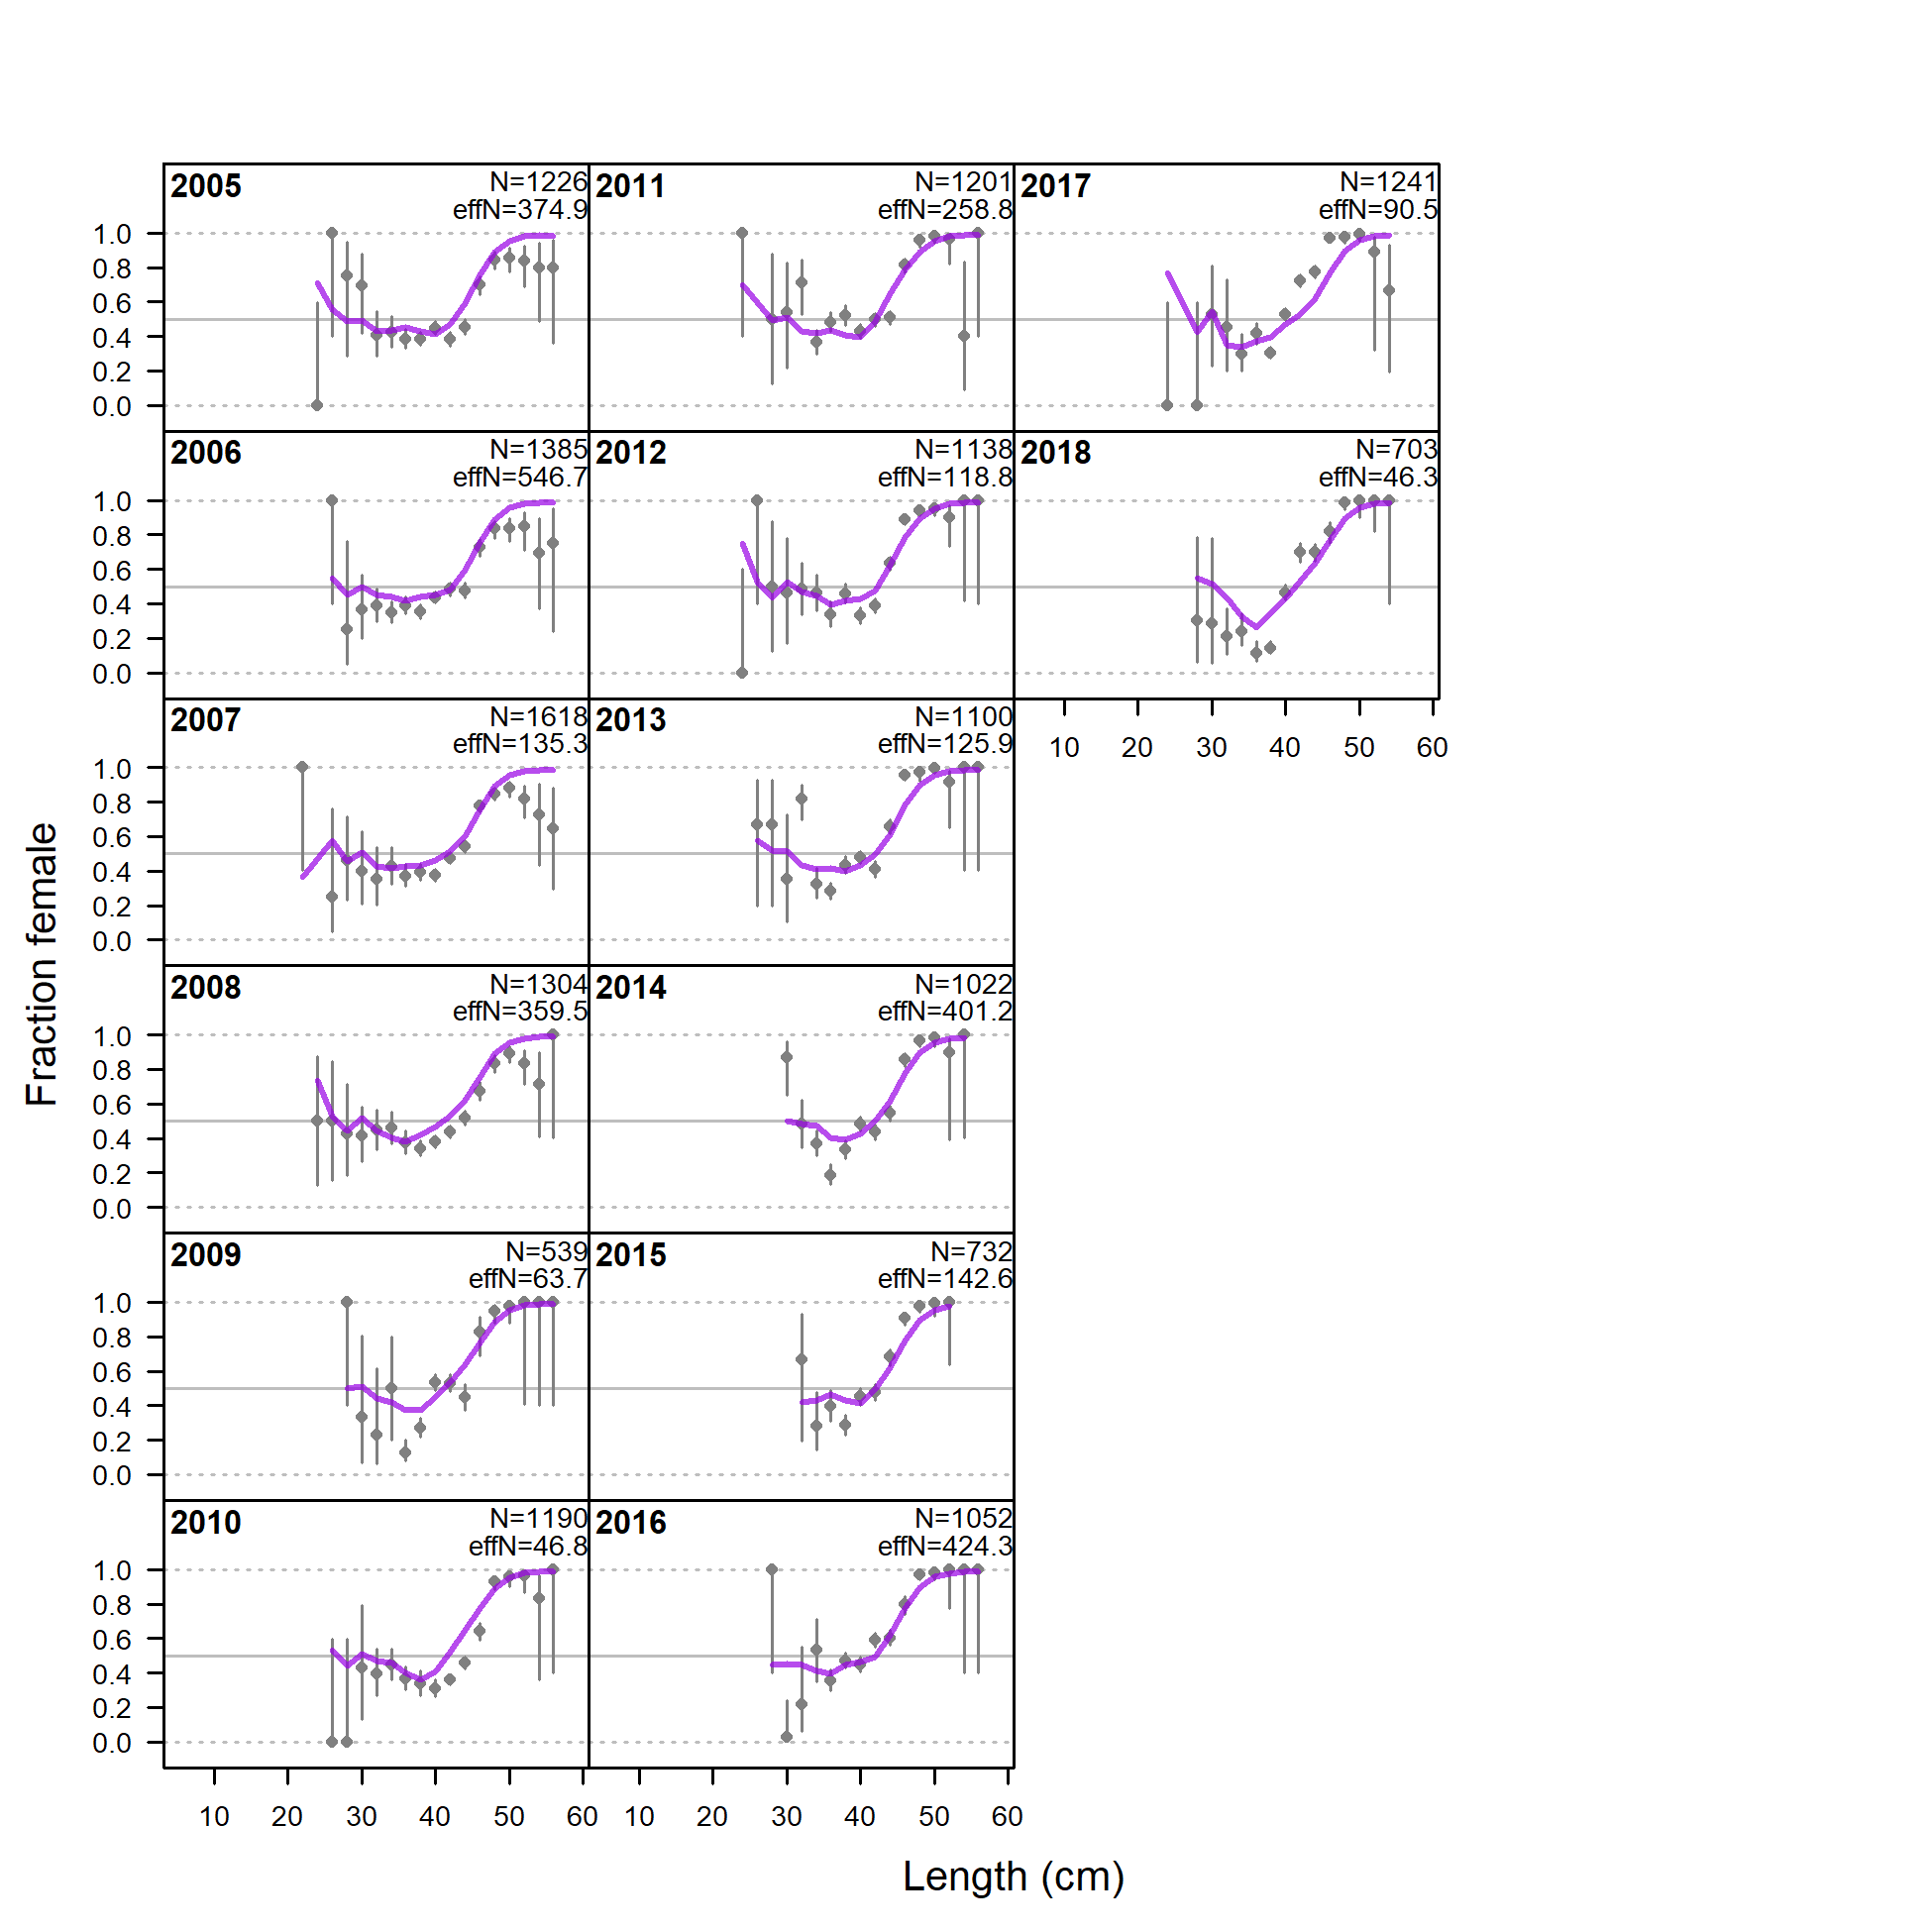 2005 N=1226 2011 N=1201 2017 N=1241
effN=374.9 effN=258.8 effN=90.5
1.0
0.8
0.6
0.4
0.2
0.0
2006 N=1385 2012 N=1138 2018 N=703
effN=546.7 effN=118.8 effN=46.3
1.0
0.8
0.6
0.4
0.2
0.0
2007 N=1618 2013 N=1100
effN=135.3 effN=125.9
10 20 30 40 50 60
1.0
0.8
0.6
0.4
0.2
0.0
2008 N=1304 2014 N=1022
effN=359.5 effN=401.2
1.0
0.8
0.6
0.4
0.2
0.0
2009 N=539 2015 N=732
effN=63.7 effN=142.6
1.0
0.8
0.6
0.4
0.2
0.0
2010 N=1190 2016 N=1052
effN=46.8 effN=424.3
1.0
0.8
0.6
0.4
0.2
0.0
10 20 30 40 50 60 10 20 30 40 50 60
Fraction female
Length (cm)